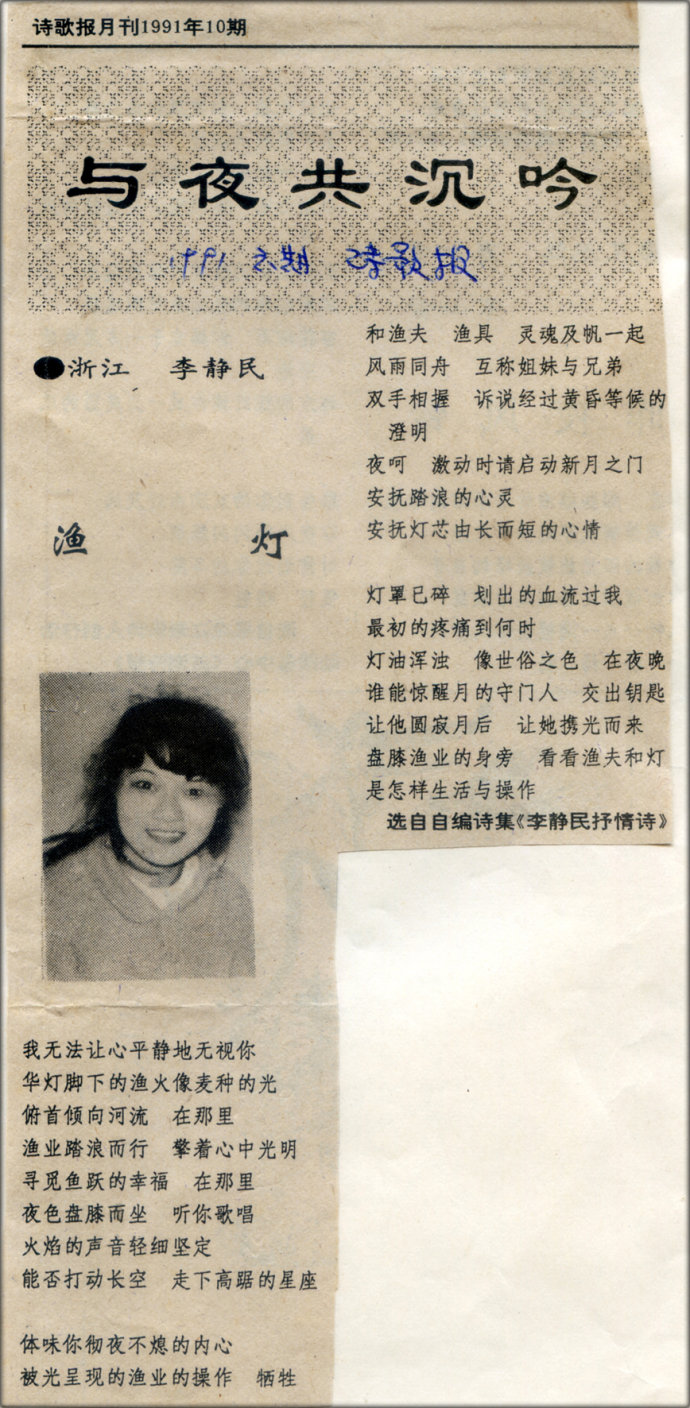 诗歌报月刊1991年10期
与夜共沉吟
1991 六期 诗歌报
●浙江 李静民
渔 灯
我无法让心平静地无视你
华灯脚下的渔火像麦种的光
俯首倾向河流 在那里
渔业踏浪而行 擎着心中光明
寻觅鱼跃的幸福 在那里
夜色盘膝而坐 听你歌唱
火焰的声音轻细坚定
能否打动长空 走下高踞的星座
体味你彻夜不熄的内心
被光呈现的渔业的操作 牺牲
和渔夫 渔具 灵魂及帆一起
风雨同舟 互称姐妹与兄弟
双手相握 诉说经过黄昏等候的
澄明
夜呵 激动时请启动新月之门
安抚踏浪的心灵
安抚灯芯由长而短的心情
灯罩已碎 划出的血流过我
最初的疼痛到何时
灯油浑浊 像世俗之色 在夜晚
谁能惊醒月的守门人 交出钥匙
让他圆寂月后 让她携光而来
盘膝渔业的身旁 看看渔夫和灯
是怎样生活与操作
选自自编诗集《李静民抒情诗》